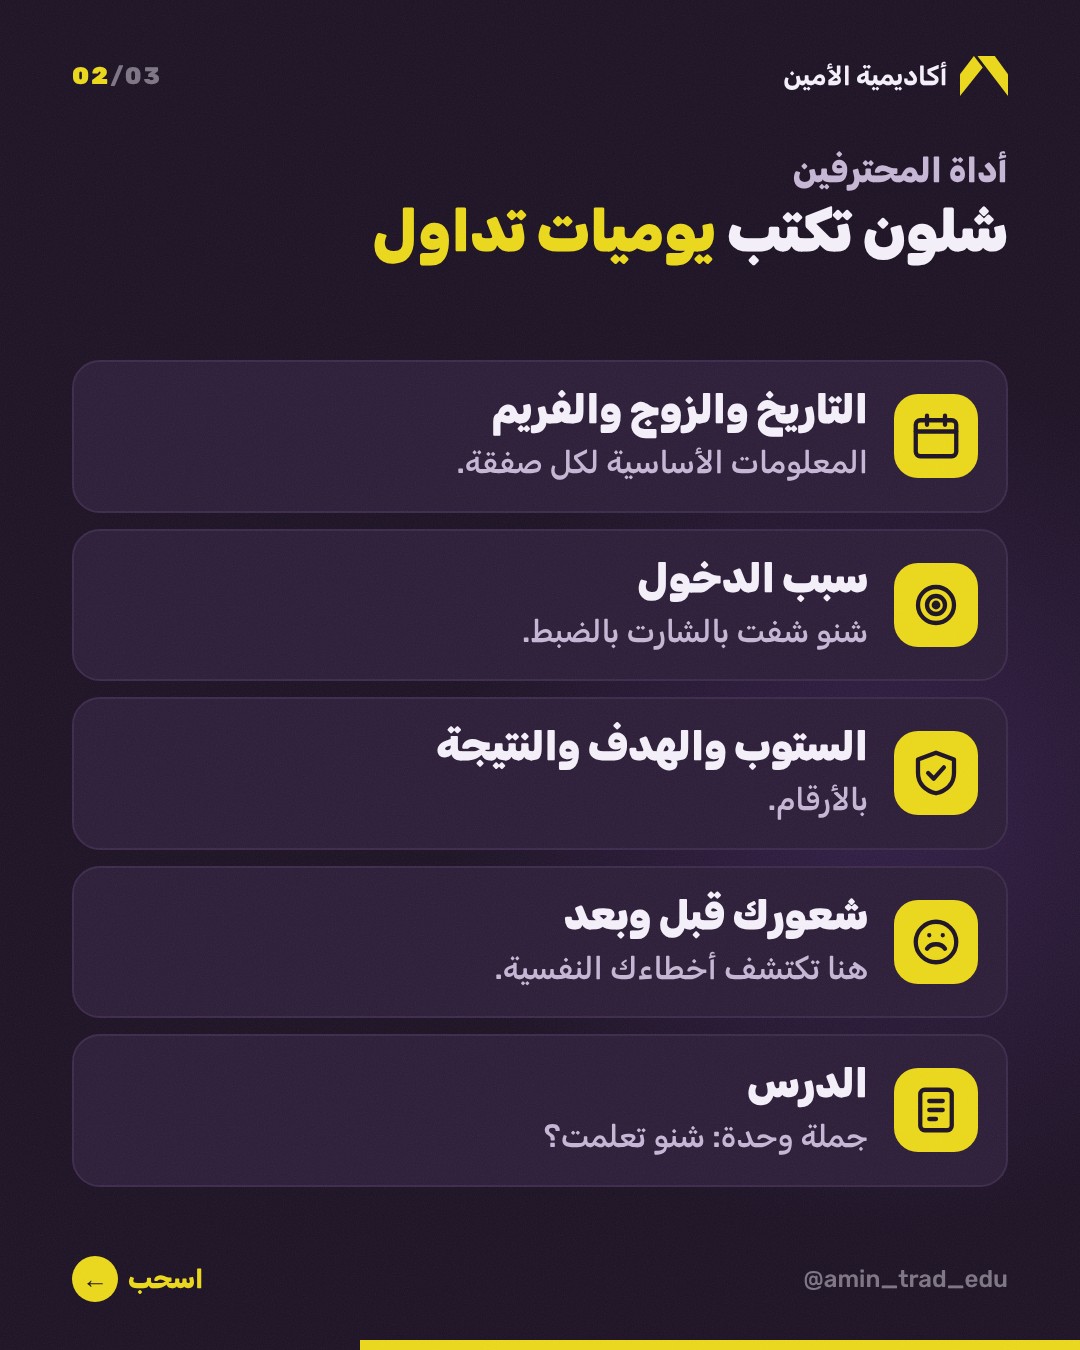 أكاديمية الأمين
02/03
أداة المحترفين
شلون تكتب يوميات تداول
التاريخ والزوج والفريم
المعلومات الأساسية لكل صفقة.
سبب الدخول
شنو شفت بالشارت بالضبط.
الستوب والهدف والنتيجة
بالأرقام.
شعورك قبل وبعد
هنا تكتشف أخطاءك النفسية.
الدرس
جملة وحدة: شنو تعلمت؟
@amin_trad_edu
اسحب ←